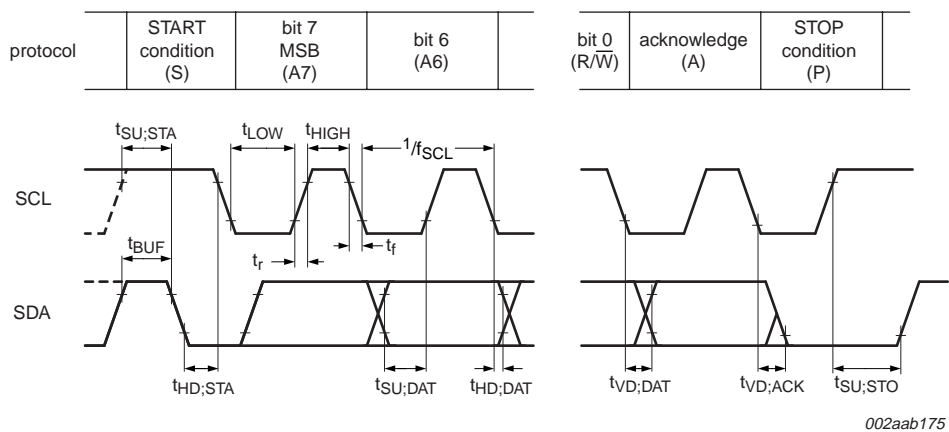 protocol
START
condition
(S)
bit 7
MSB
(A7)
bit 6
(A6)
bit 0
(R/W̅)
acknowledge
(A)
STOP
condition
(P)
tSU;STA
tLOW
tHIGH
1/fSCL
SCL
tBUF
tr
tf
SDA
tHD;STA
tSU;DAT
tHD;DAT
tVD;DAT
tVD;ACK
tSU;STO
002aab175